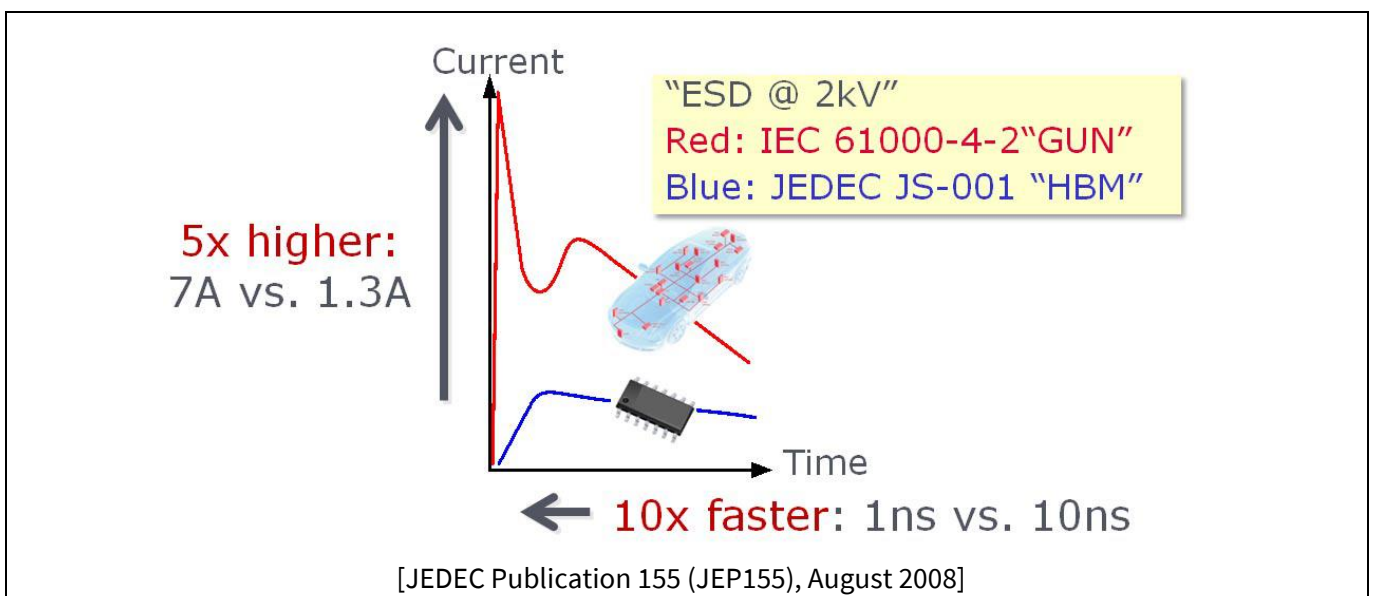 Current
“ESD @ 2kV”
Red: IEC 61000-4-2“GUN”
Blue: JEDEC JS-001 “HBM”
5x higher:
7A vs. 1.3A
Time
10x faster: 1ns vs. 10ns
[JEDEC Publication 155 (JEP155), August 2008]